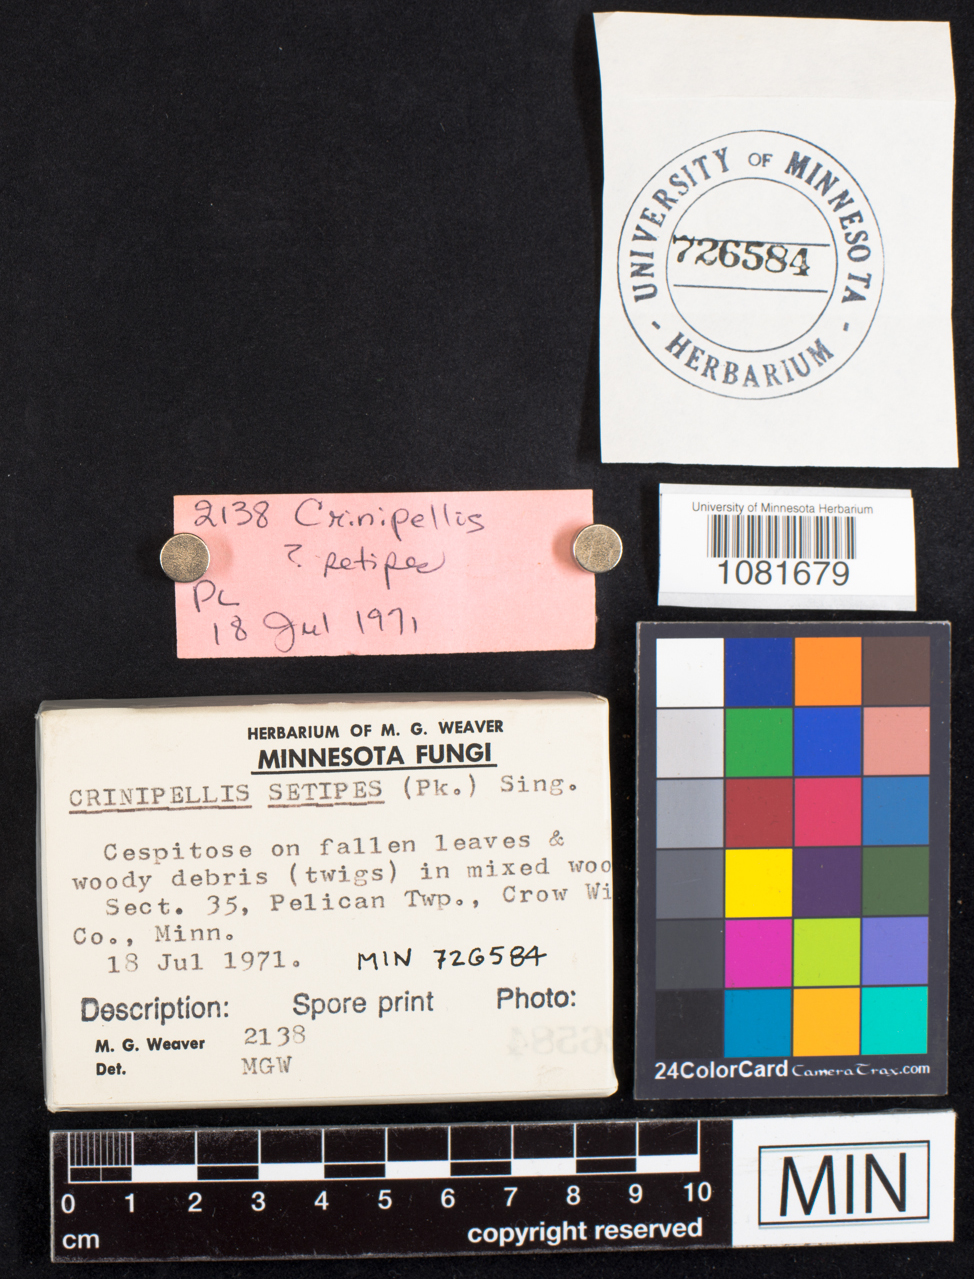 UNIVERSITY OF MINNESOTA
726584
- HERBARIUM -
2138 Crinipellis
? setipes
PL
18 Jul 1971
University of Minnesota Herbarium
1081679
HERBARIUM OF M. G. WEAVER
MINNESOTA FUNGI
CRINIPELLIS SETIPES (Pk.) Sing.
Cespitose on fallen leaves &
woody debris (twigs) in mixed woo
Sect. 35, Pelican Twp., Crow Wi
Co., Minn.
18 Jul 1971. MIN 726584
Description: Spore print Photo:
M. G. Weaver 2138
Det. MGW
24ColorCard CameraTrax.com
0 1 2 3 4 5 6 7 8 9 10
cm copyright reserved
MIN